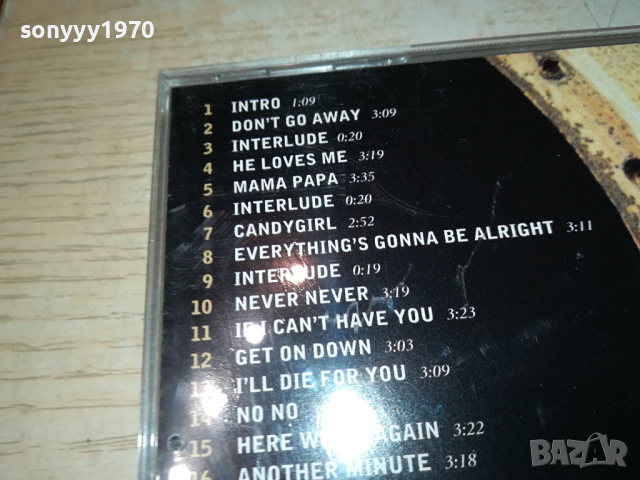 sonyyy1970
1 INTRO 1:09
2 DON'T GO AWAY 3:09
3 INTERLUDE 0:20
4 HE LOVES ME 3:19
5 MAMA PAPA 3:35
6 INTERLUDE 0:20
7 CANDYGIRL 2:52
8 EVERYTHING'S GONNA BE ALRIGHT 3:11
9 INTERLUDE 0:19
10 NEVER NEVER 3:19
11 IF I CAN'T HAVE YOU 3:23
12 GET ON DOWN 3:03
13 I'LL DIE FOR YOU 3:09
14 NO NO
15 HERE AGAIN 3:22
16 ANOTHER MINUTE 3:18
BAZAR